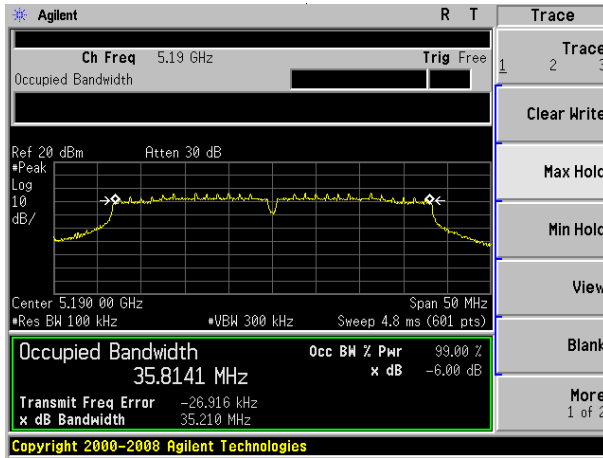 Agilent R T Trace
Ch Freq 5.19 GHz Trig Free
Occupied Bandwidth
Trace
1 2 3
Clear Write
Max Hold
Min Hold
View
Blank
More
1 of 2
Ref 20 dBm Atten 30 dB
#Peak
Log
10
dB/
Center 5.190 00 GHz Span 50 MHz
#Res BW 100 kHz #VBW 300 kHz Sweep 4.8 ms (601 pts)
Occupied Bandwidth Occ BW % Pwr 99.00 %
35.8141 MHz x dB -6.00 dB
Transmit Freq Error -26.916 kHz
x dB Bandwidth 35.210 MHz
Copyright 2000-2008 Agilent Technologies